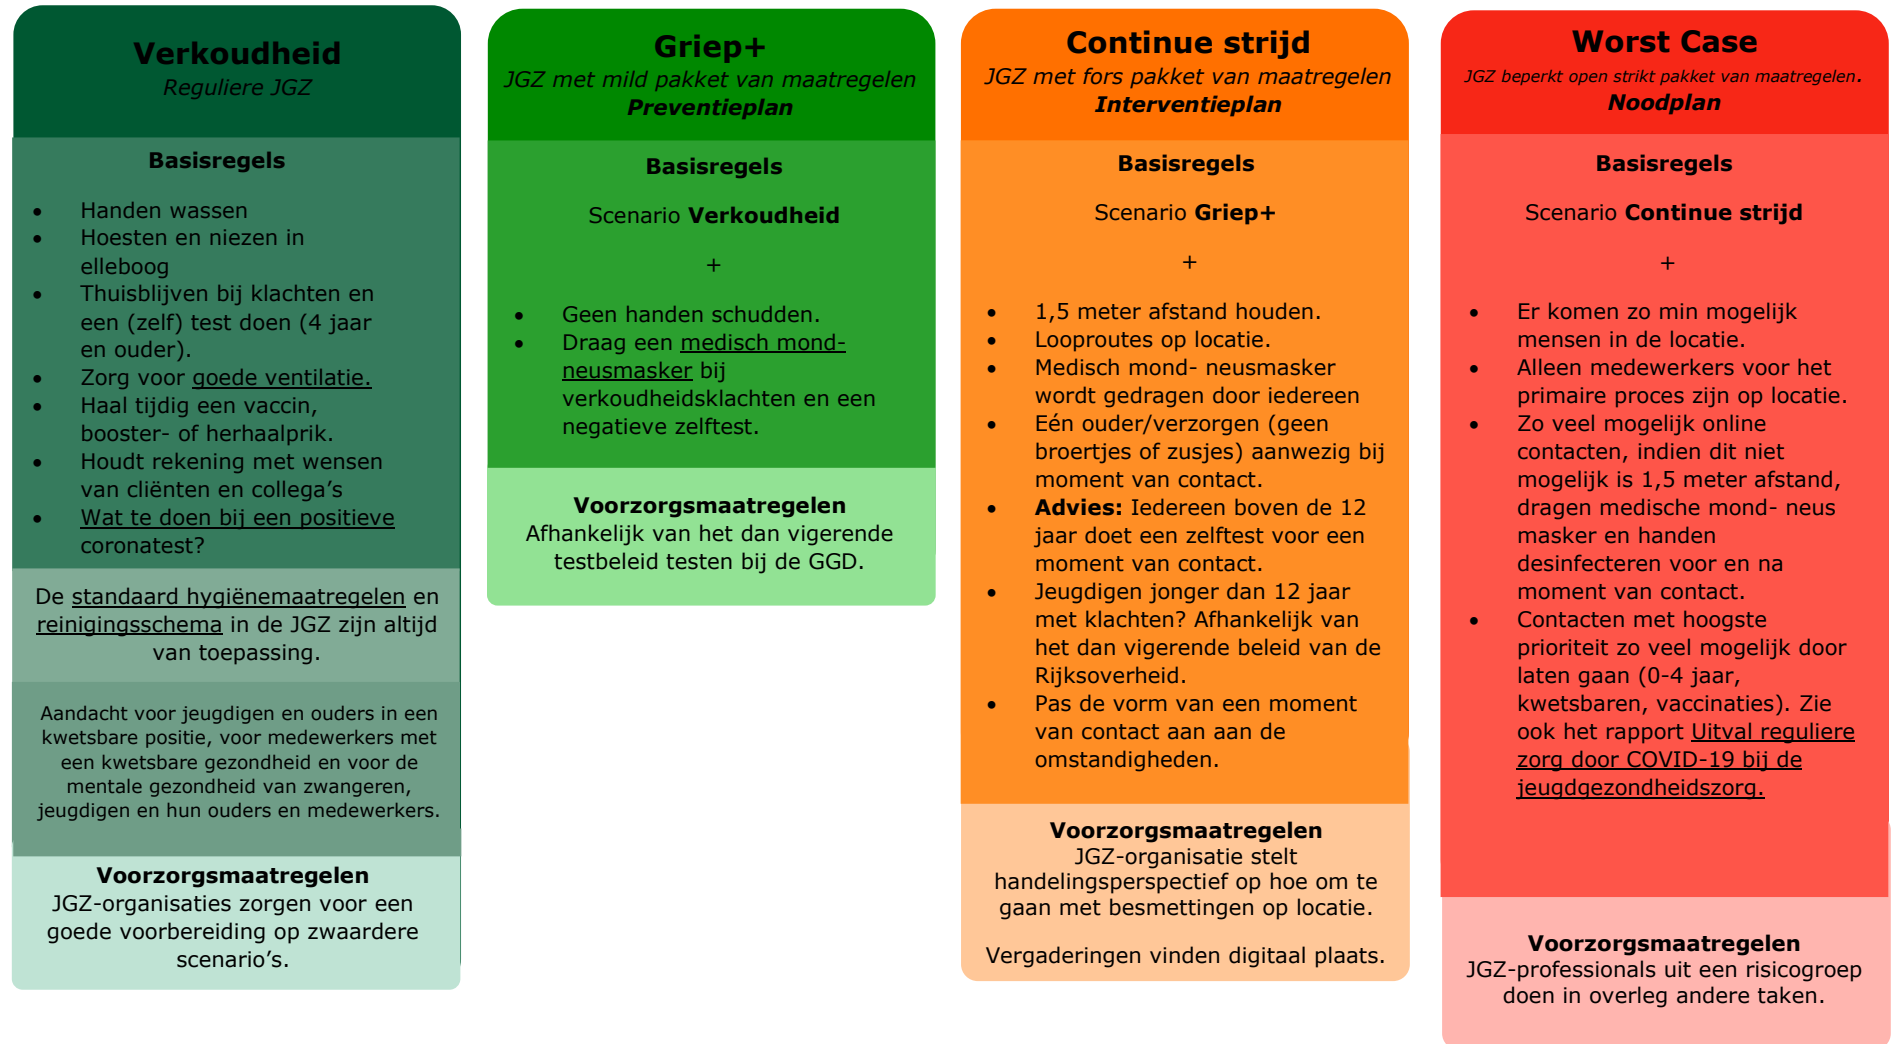 Verkoudheid
Reguliere JGZ
Basisregels
• Handen wassen
• Hoesten en niezen in
elleboog
• Thuisblijven bij klachten en
een (zelf) test doen (4 jaar
en ouder).
• Zorg voor goede ventilatie.
• Haal tijdig een vaccin,
booster- of herhaalprik.
• Houdt rekening met wensen
van cliënten en collega's
• Wat te doen bij een positieve
coronatest?
De standaard hygiënemaatregelen en
reinigingsschema in de JGZ zijn altijd
van toepassing.
Aandacht voor jeugdigen en ouders in een
kwetsbare positie, voor medewerkers met
een kwetsbare gezondheid en voor de
mentale gezondheid van zwangeren,
jeugdigen en hun ouders en medewerkers.
Voorzorgsmaatregelen
JGZ-organisaties zorgen voor een
goede voorbereiding op zwaardere
scenario's.
Griep+
JGZ met mild pakket van maatregelen
Preventieplan
Basisregels
Scenario Verkoudheid
+
• Geen handen schudden.
• Draag een medisch mond-
neusmasker bij
verkoudheidsklachten en een
negatieve zelftest.
Voorzorgsmaatregelen
Afhankelijk van het dan vigerende
testbeleid testen bij de GGD.
Continue strijd
JGZ met fors pakket van maatregelen
Interventieplan
Basisregels
Scenario Griep+
+
• 1,5 meter afstand houden.
• Looproutes op locatie.
• Medisch mond- neusmasker
wordt gedragen door iedereen
• Eén ouder/verzorgen (geen
broertjes of zusjes) aanwezig bij
moment van contact.
• Advies: Iedereen boven de 12
jaar doet een zelftest voor een
moment van contact.
• Jeugdigen jonger dan 12 jaar
met klachten? Afhankelijk van
het dan vigerende beleid van de
Rijksoverheid.
• Pas de vorm van een moment
van contact aan aan de
omstandigheden.
Voorzorgsmaatregelen
JGZ-organisatie stelt
handelingsperspectief op hoe om te
gaan met besmettingen op locatie.
Vergaderingen vinden digitaal plaats.
Worst Case
JGZ beperkt open strikt pakket van maatregelen.
Noodplan
Basisregels
Scenario Continue strijd
+
• Er komen zo min mogelijk
mensen in de locatie.
• Alleen medewerkers voor het
primaire proces zijn op locatie.
• Zo veel mogelijk online
contacten, indien dit niet
mogelijk is 1,5 meter afstand,
dragen medische mond- neus
masker en handen
desinfecteren voor en na
moment van contact.
• Contacten met hoogste
prioriteit zo veel mogelijk door
laten gaan (0-4 jaar,
kwetsbaren, vaccinaties). Zie
ook het rapport Uitval reguliere
zorg door COVID-19 bij de
jeugdgezondheidszorg.
Voorzorgsmaatregelen
JGZ-professionals uit een risicogroep
doen in overleg andere taken.